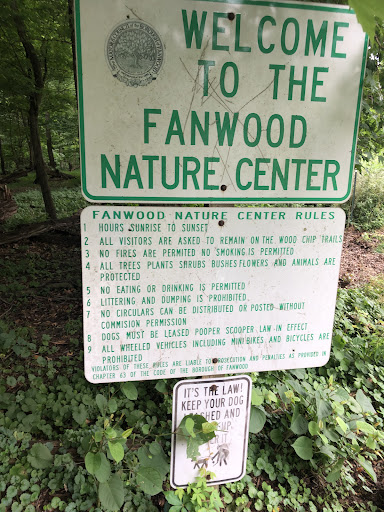 WELCOME
TO THE
FANWOOD
NATURE CENTER
FANWOOD NATURE CENTER RULES
HOURS SUNRISE TO SUNSET
2 ALL VISITORS ARE ASKED TO REMAIN ON THE WOOD CHIP TRAILS
3 NO FIRES ARE PERMITED NO SMOKING IS PERMITTED
4 ALL TREES PLANTS SHRUBS BUSHES FLOWERS AND ANIMALS ARE
PROTECTED
5 NO EATING OR DRINKING IS PERMITTED
6 LITTERING AND DUMPING IS PROHIBITED
7 NO CIRCULARS CAN BE DISTRIBUTED OR POSTED WITHOUT
COMMISION PERMISSION
8 DOGS MUST BE LEASED POOPER SCOOPER LAW IN EFFECT
9 ALL WHEELED VEHICLES INCLUDING MINI BIKES AND BICYCLES ARE
PROHIBITED
VIOLATORS OF THESE RULES ARE LIABLE FOR PROSECUTION AND PENALTIES AS PROVIDED IN
CHAPTER 63 OF THE CODE OF THE BOROUGH OF FANWOOD
IT'S THE LAW!
KEEP YOUR DOG
AND